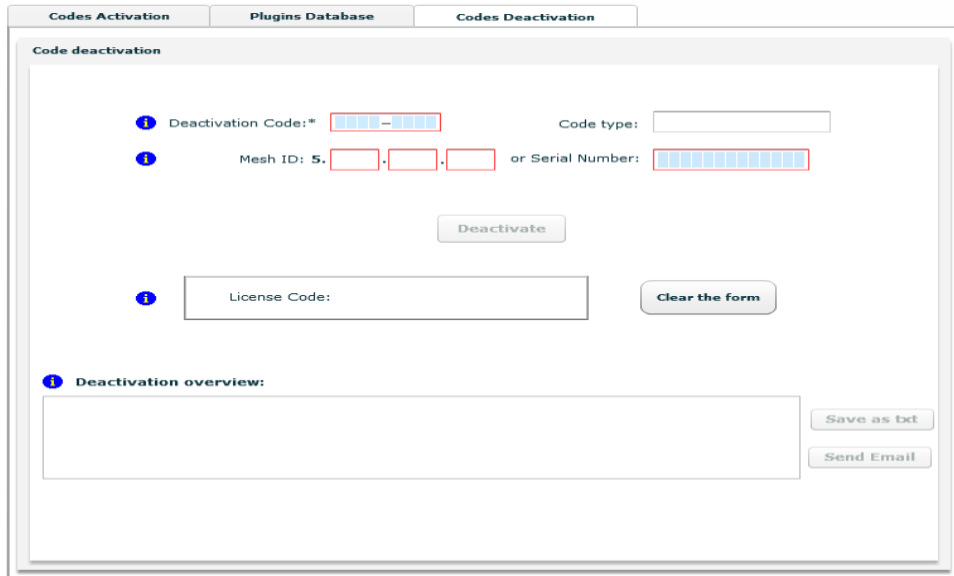 Codes Activation Plugins Database Codes Deactivation
Code deactivation
i Deactivation Code:* – Code type:
i Mesh ID: 5. . . or Serial Number:
Deactivate
i License Code: Clear the form
i Deactivation overview:
Save as txt
Send Email